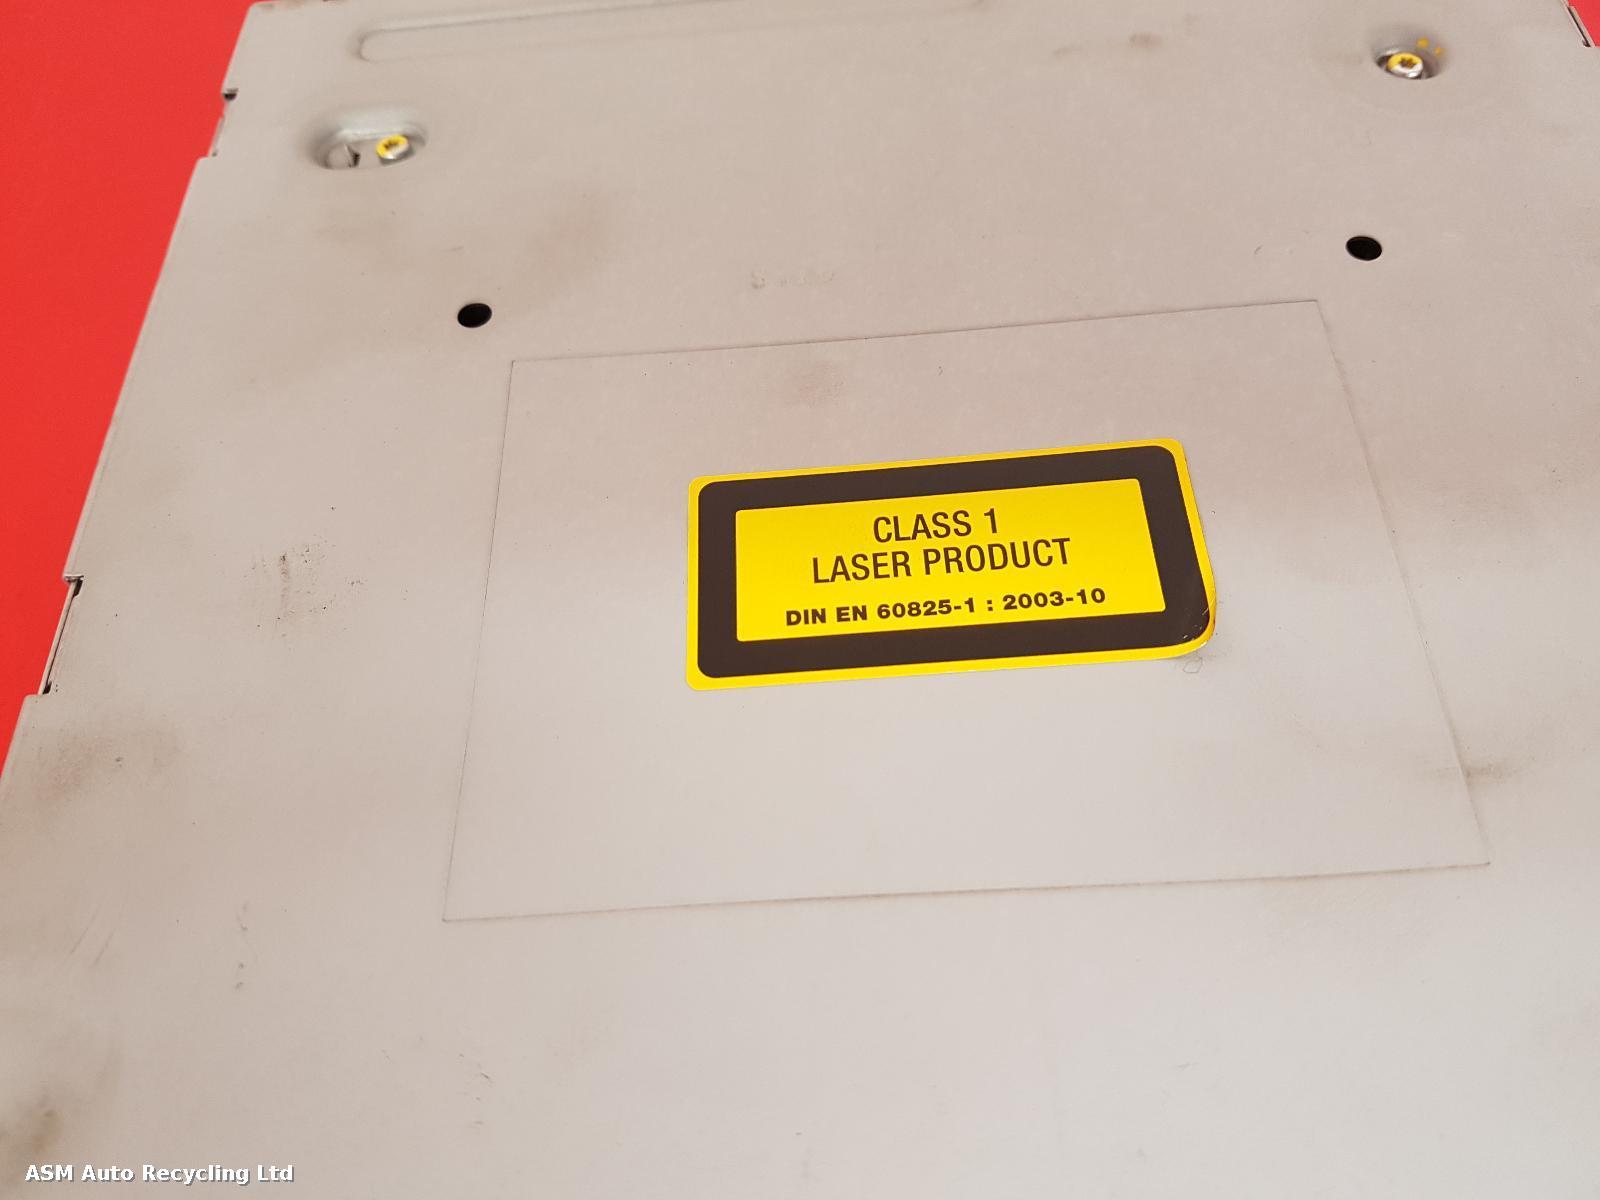 CLASS 1
LASER PRODUCT
DIN EN 60825-1 : 2003-10
ASM Auto Recycling Ltd